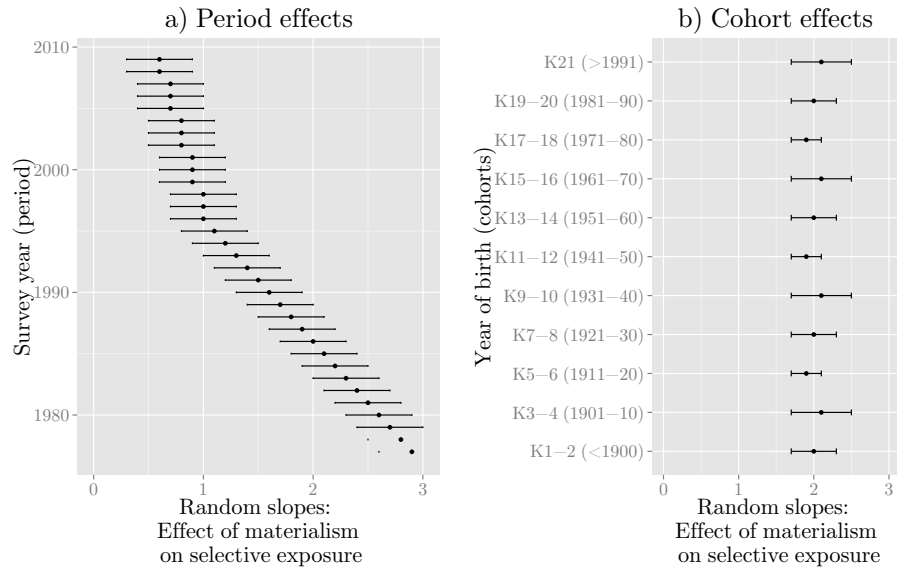 a) Period effects
b) Cohort effects
Survey year (period)
2010
2000
1990
1980
0
1
2
3
Random slopes:
Effect of materialism
on selective exposure
Year of birth (cohorts)
K21 (>1991)
K19−20 (1981−90)
K17−18 (1971−80)
K15−16 (1961−70)
K13−14 (1951−60)
K11−12 (1941−50)
K9−10 (1931−40)
K7−8 (1921−30)
K5−6 (1911−20)
K3−4 (1901−10)
K1−2 (<1900)
0
1
2
3
Random slopes:
Effect of materialism
on selective exposure